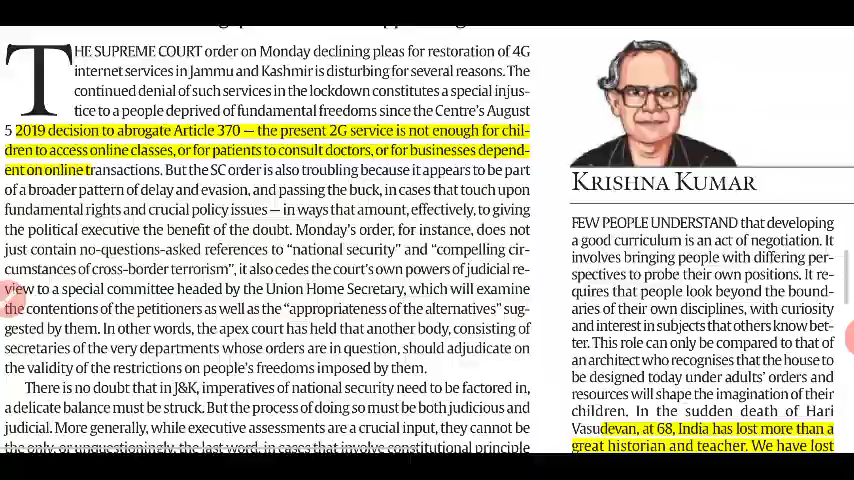 THE SUPREME COURT order on Monday declining pleas for restoration of 4G
internet services in Jammu and Kashmir is disturbing for several reasons. The
continued denial of such services in the lockdown constitutes a special injus-
tice to a people deprived of fundamental freedoms since the Centre's August
5 2019 decision to abrogate Article 370 — the present 2G service is not enough for chil-
dren to access online classes, or for patients to consult doctors, or for businesses depend-
ent on online transactions. But the SC order is also troubling because it appears to be part
of a broader pattern of delay and evasion, and passing the buck, in cases that touch upon
fundamental rights and crucial policy issues — in ways that amount, effectively, to giving
the political executive the benefit of the doubt. Monday's order, for instance, does not
just contain no-questions-asked references to "national security" and "compelling cir-
cumstances of cross-border terrorism", it also cedes the court's own powers of judicial re-
view to a special committee headed by the Union Home Secretary, which will examine
the contentions of the petitioners as well as the "appropriateness of the alternatives" sug-
gested by them. In other words, the apex court has held that another body, consisting of
secretaries of the very departments whose orders are in question, should adjudicate on
the validity of the restrictions on people's freedoms imposed by them.
There is no doubt that in J&K, imperatives of national security need to be factored in,
a delicate balance must be struck. But the process of doing so must be both judicious and
judicial. More generally, while executive assessments are a crucial input, they cannot be
the only, or unquestioningly, the last word, in cases that involve constitutional principle
KRISHNA KUMAR
FEW PEOPLE UNDERSTAND that developing
a good curriculum is an act of negotiation. It
involves bringing people with differing per-
spectives to probe their own positions. It re-
quires that people look beyond the bound-
aries of their own disciplines, with curiosity
and interest in subjects that others know bet-
ter. This role can only be compared to that of
an architect who recognises that the house to
be designed today under adults' orders and
resources will shape the imagination of their
children. In the sudden death of Hari
Vasudevan, at 68, India has lost more than a
great historian and teacher. We have lost